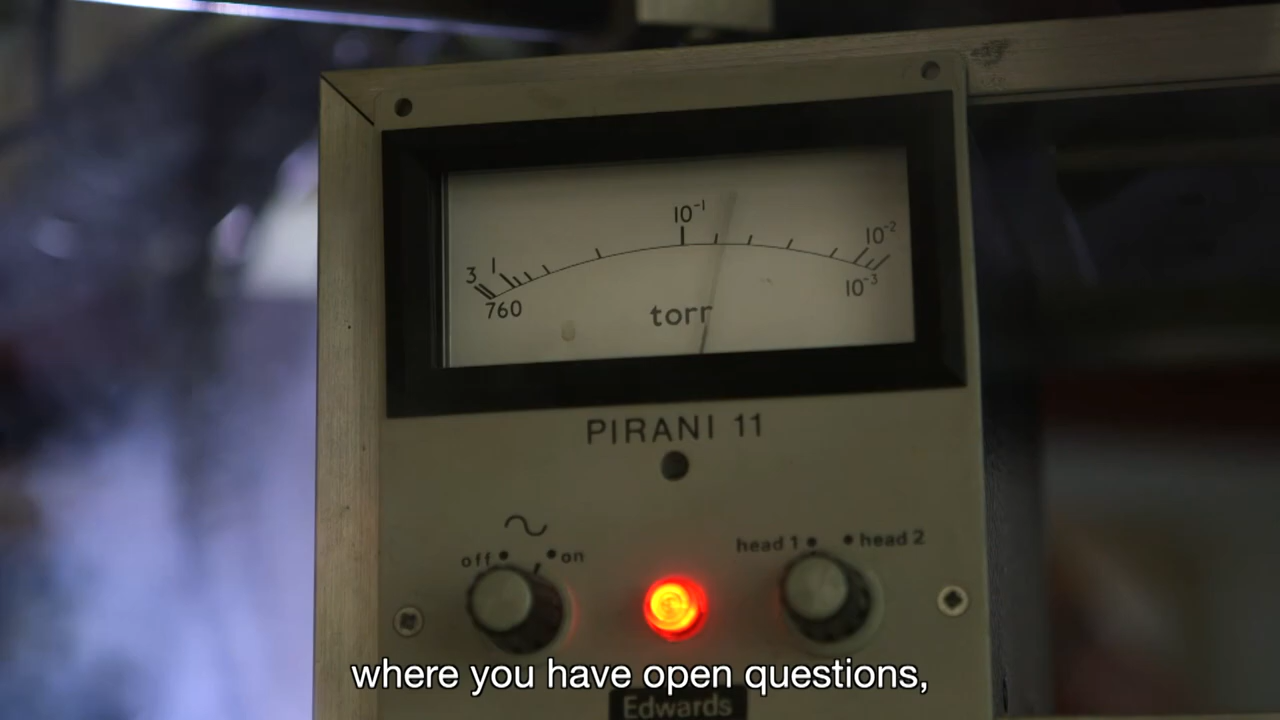 10⁻¹
3 1
10⁻²
760
10⁻³
torr
PIRANI 11
off on
head 1 head 2
where you have open questions,
Edwards